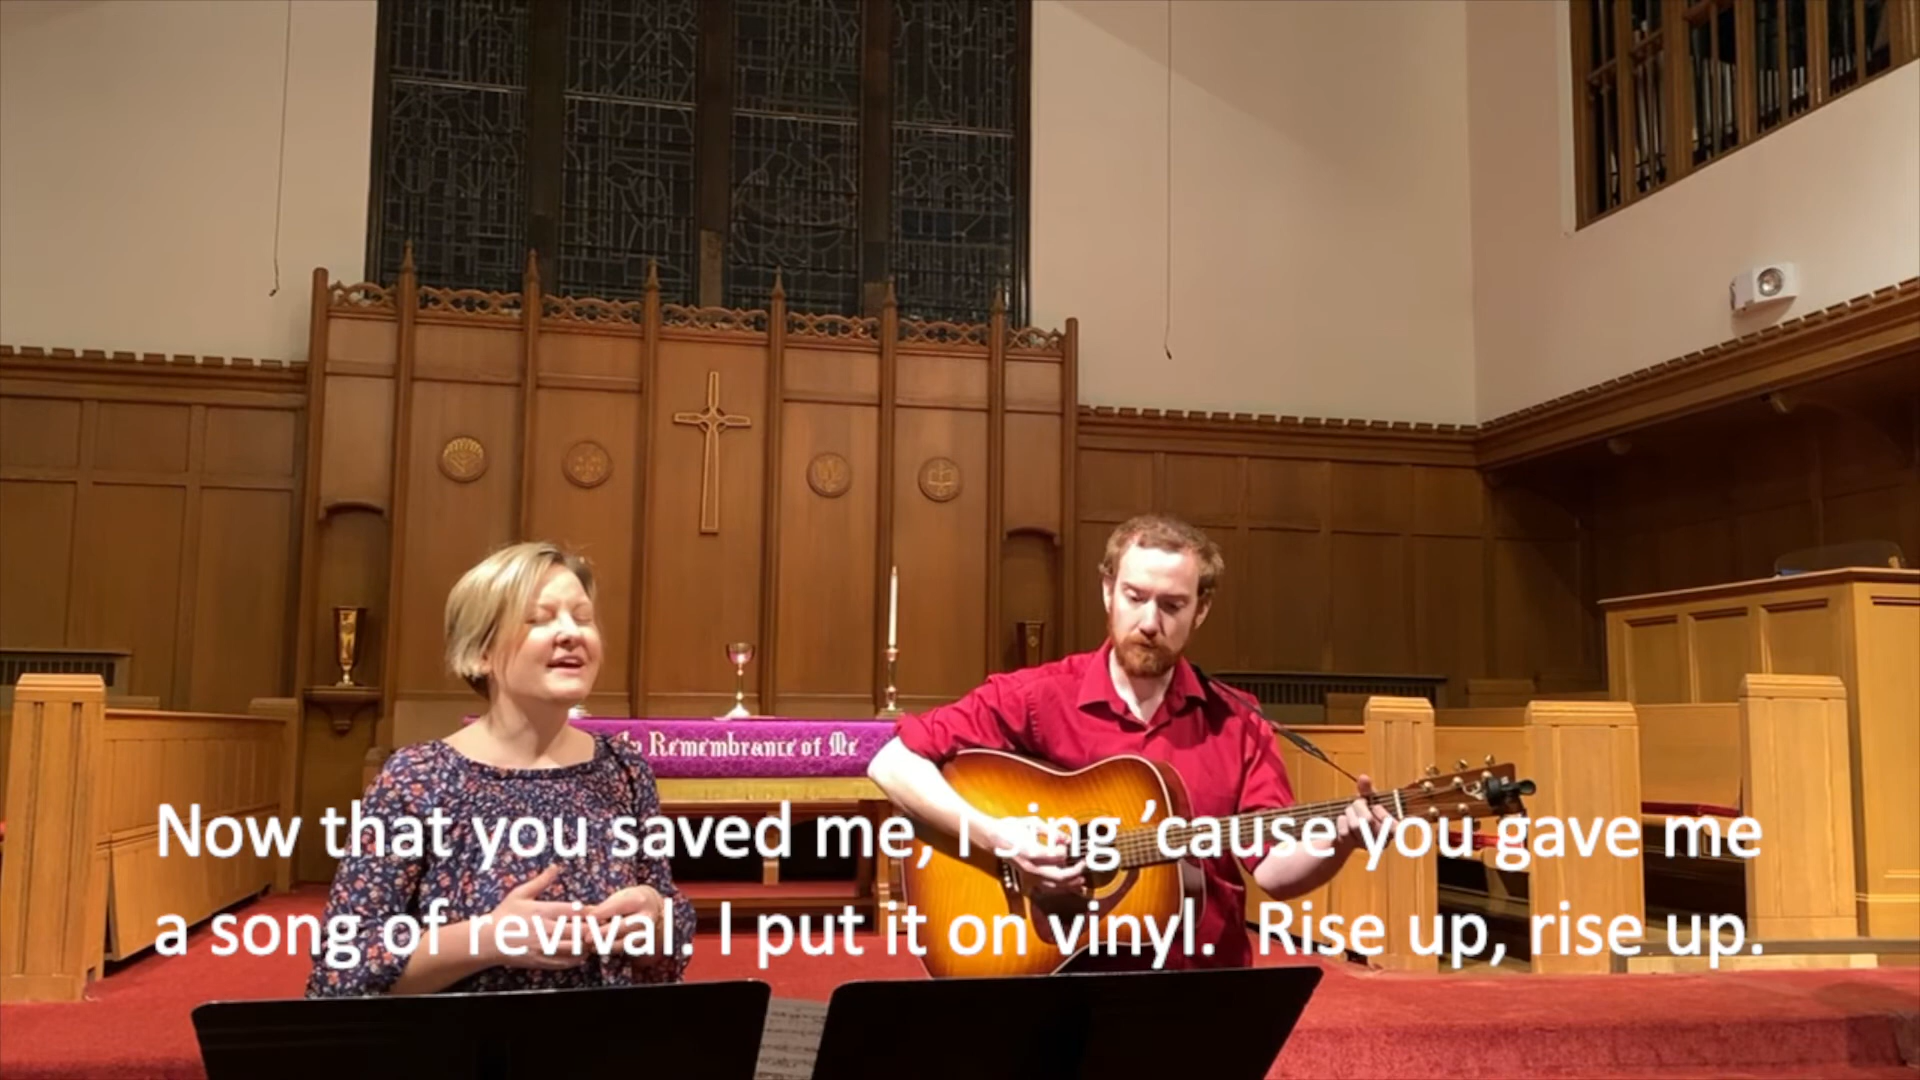 In Remembrance of Me
Now that you saved me, I sing ’cause you gave me
a song of revival. I put it on vinyl.  Rise up, rise up.